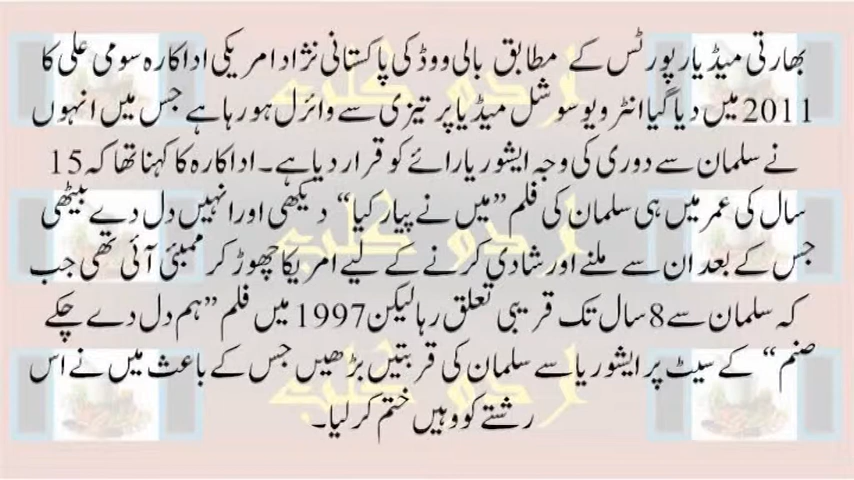 بھارتی میڈیا رپورٹس کے مطابق بالی ووڈ کی پاکستانی نژاد امریکی اداکارہ سومی علی کا
2011 میں دیا گیا انٹرویو سوشل میڈیا پر تیزی سے وائرل ہو رہا ہے جس میں انہوں
نے سلمان سے دوری کی وجہ ایشوریا رائے کو قرار دیا ہے۔ اداکارہ کا کہنا تھا کہ 15
سال کی عمر میں ہی سلمان کی فلم ”میں نے پیار کیا“ دیکھی اور انہیں دل دے بیٹھی
جس کے بعد ان سے ملنے اور شادی کرنے کے لیے امریکا چھوڑ کر ممبئی آئی تھی جب
کہ سلمان سے 8 سال تک قریبی تعلق رہا لیکن 1997 میں فلم ”ہم دل دے چکے
صنم“ کے سیٹ پر ایشوریا سے سلمان کی قربتیں بڑھیں جس کے باعث میں نے اس
رشتے کو وہیں ختم کر لیا۔
اردو کلب
اردو کلب
اردو کلب